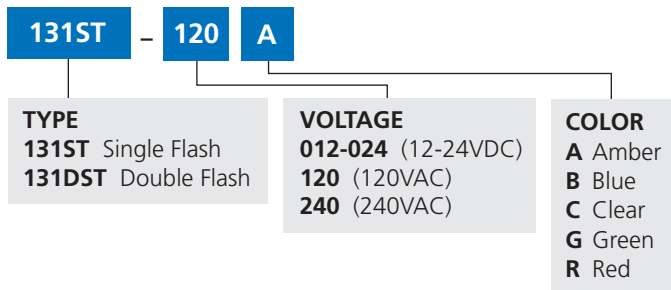 131ST – 120 A
TYPE
131ST Single Flash
131DST Double Flash
VOLTAGE
012-024 (12-24VDC)
120 (120VAC)
240 (240VAC)
COLOR
A Amber
B Blue
C Clear
G Green
R Red